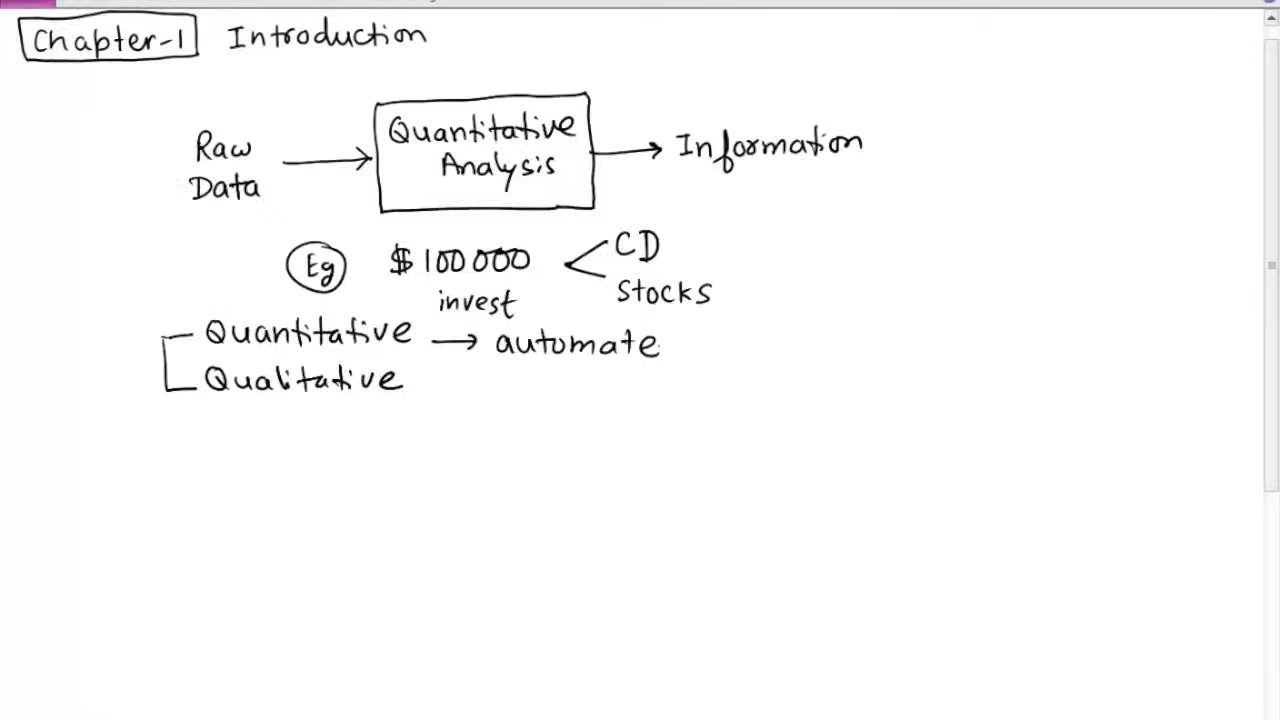 Chapter-1 Introduction
Raw Data → Quantitative Analysis → Information
Eg $100000 invest < CD Stocks
Quantitative → automate
Qualitative